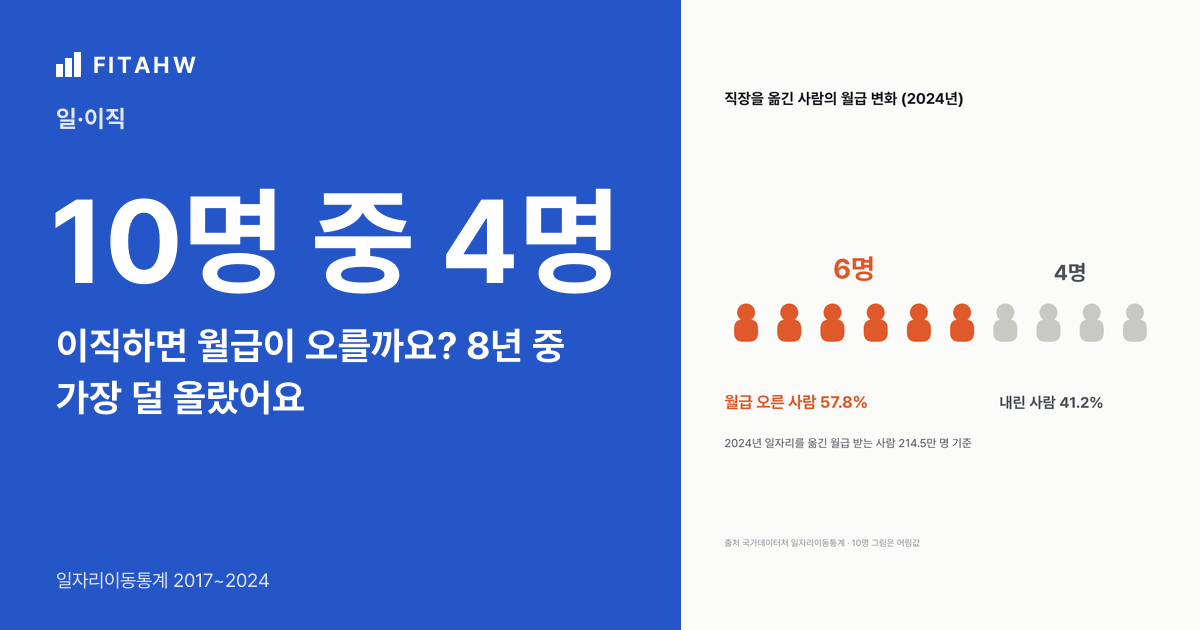 FITAHW
일·이직
10명 중 4명
이직하면 월급이 오를까요? 8년 중
가장 덜 올랐어요
일자리이동통계 2017~2024
직장을 옮긴 사람의 월급 변화 (2024년)
6명
4명
월급 오른 사람 57.8%
내린 사람 41.2%
2024년 일자리를 옮긴 월급 받는 사람 214.5만 명 기준
출처 국가데이터처 일자리이동통계 · 10명 그림은 어림값